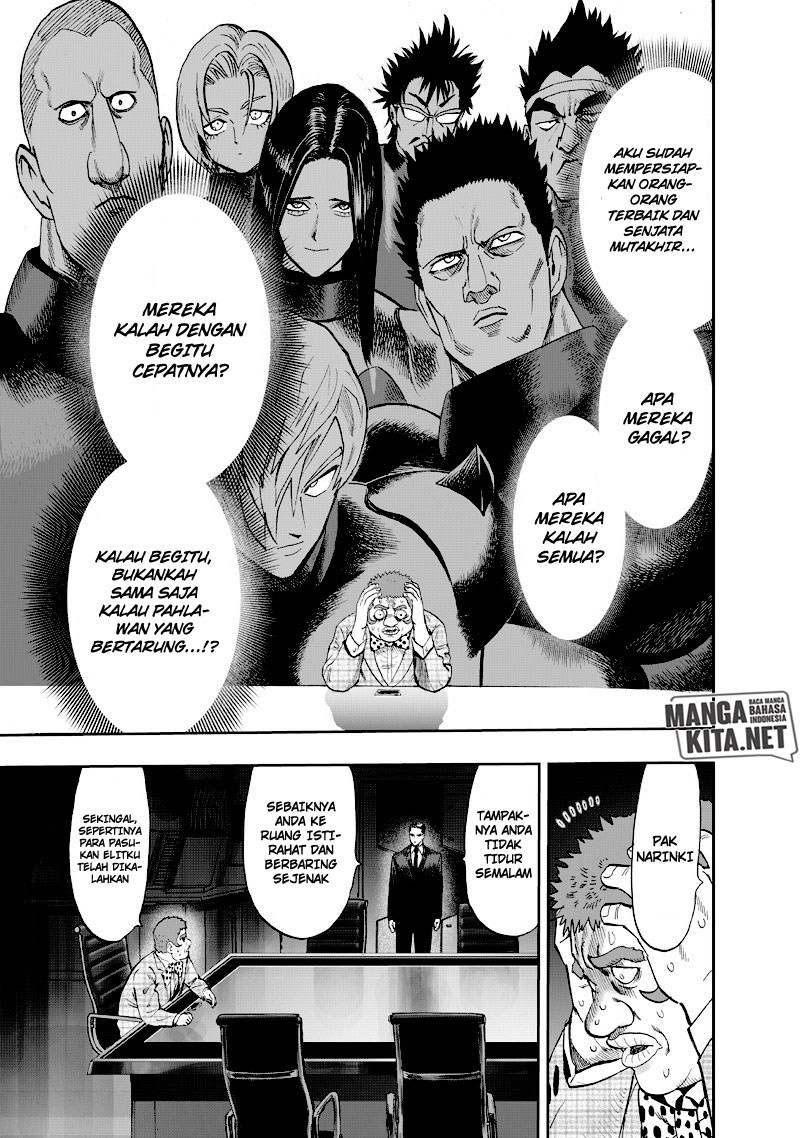 AKU SUDAH
MEMPERSIAP-
KAN ORANG-
ORANG
TERBAIK DAN
SENJATA
MUTAKHIR...
APA
MEREKA
GAGAL?
APA
MEREKA
KALAH
SEMUA?
MEREKA
KALAH DENGAN
BEGITU
CEPATNYA?
KALAU BEGITU,
BUKANKAH
SAMA SAJA
KALAU PAHLA-
WAN YANG
BERTARUNG...!?
MANGA
KITA.NET
BACA MANGA
BAHASA
INDONESIA
PAK
NARINKI
TAMPAK-
NYA ANDA
TIDAK
TIDUR
SEMALAM
SEBAIKNYA
ANDA KE
RUANG ISTI-
RAHAT DAN
BERBARING
SEJENAK
SEKINGAL,
SEPERTINYA
PARA PASU-
KAN ELITKU
TELAH DIKA-
LAHKAN